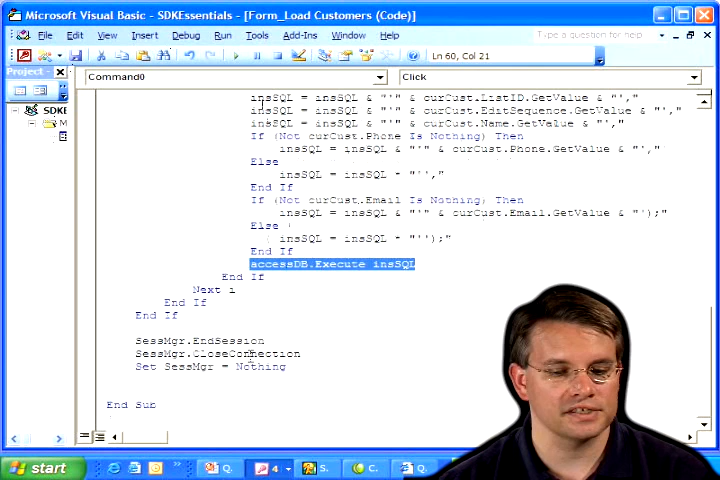 Microsoft Visual Basic - SDKEssentials - [Form_Load Customers (Code)]
File Edit View Insert Debug Run Tools Add-Ins Window Help Type a question for help
Ln 60, Col 21
Project -
Command0 Click
SDKE
M
insSQL = insSQL & "'" & curCust.ListID.GetValue & "',"
insSQL = insSQL & "'" & curCust.EditSequence.GetValue & "',"
insSQL = insSQL & "'" & curCust.Name.GetValue & "',"
If (Not curCust.Phone Is Nothing) Then
insSQL = insSQL & "'" & curCust.Phone.GetValue & "',"
Else
insSQL = insSQL * "'',"
End If
If (Not curCust.Email Is Nothing) Then
insSQL = insSQL & "'" & curCust.Email.GetValue & "');"
Else
insSQL = insSQL * "'');"
End If
accessDB.Execute insSQL
End If
Next i
End If
End If
SessMgr.EndSession
SessMgr.CloseConnection
Set SessMgr = Nothing
End Sub
start Q. 4 S. C. Q.